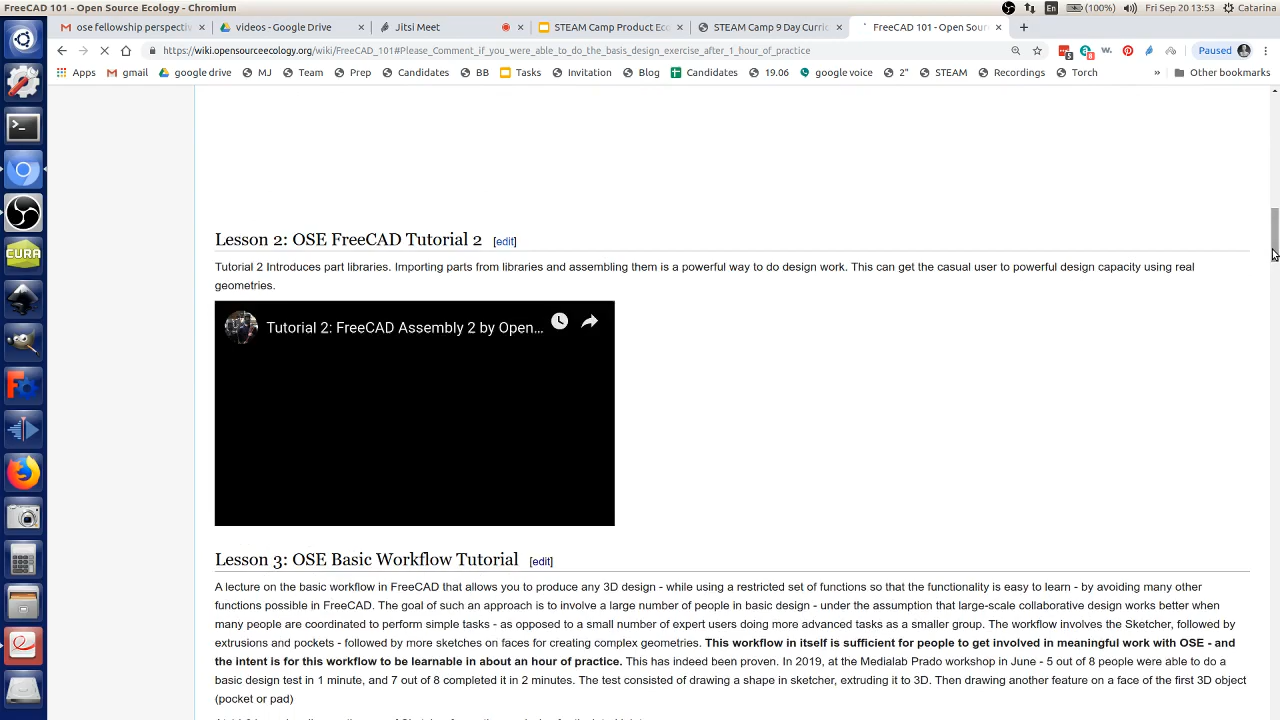 FreeCAD 101 - Open Source Ecology - Chromium
En (100%) Fri Sep 20 13:53 Catarina
ose fellowship perspectiv × videos - Google Drive × Jitsi Meet × STEAM Camp Product Eco × STEAM Camp 9 Day Curric × FreeCAD 101 - Open Sour ×
https://wiki.opensourceecology.org/wiki/FreeCAD_101#Please_Comment_if_you_were_able_to_do_the_basis_design_exercise_after_1_hour_of_practice Paused
Apps gmail google drive MJ Team Prep Candidates BB Tasks Invitation Blog Candidates 19.06 google voice 2" STEAM Recordings Torch » Other bookmarks
Lesson 2: OSE FreeCAD Tutorial 2 [edit]
Tutorial 2 Introduces part libraries. Importing parts from libraries and assembling them is a powerful way to do design work. This can get the casual user to powerful design capacity using real
geometries.
Tutorial 2: FreeCAD Assembly 2 by Open...
Lesson 3: OSE Basic Workflow Tutorial [edit]
A lecture on the basic workflow in FreeCAD that allows you to produce any 3D design - while using a restricted set of functions so that the functionality is easy to learn - by avoiding many other
functions possible in FreeCAD. The goal of such an approach is to involve a large number of people in basic design - under the assumption that large-scale collaborative design works better when
many people are coordinated to perform simple tasks - as opposed to a small number of expert users doing more advanced tasks as a smaller group. The workflow involves the Sketcher, followed by
extrusions and pockets - followed by more sketches on faces for creating complex geometries. This workflow in itself is sufficient for people to get involved in meaningful work with OSE - and
the intent is for this workflow to be learnable in about an hour of practice. This has indeed been proven. In 2019, at the Medialab Prado workshop in June - 5 out of 8 people were able to do a
basic design test in 1 minute, and 7 out of 8 completed it in 2 minutes. The test consisted of drawing a shape in sketcher, extruding it to 3D. Then drawing another feature on a face of the first 3D object
(pocket or pad)
CURA